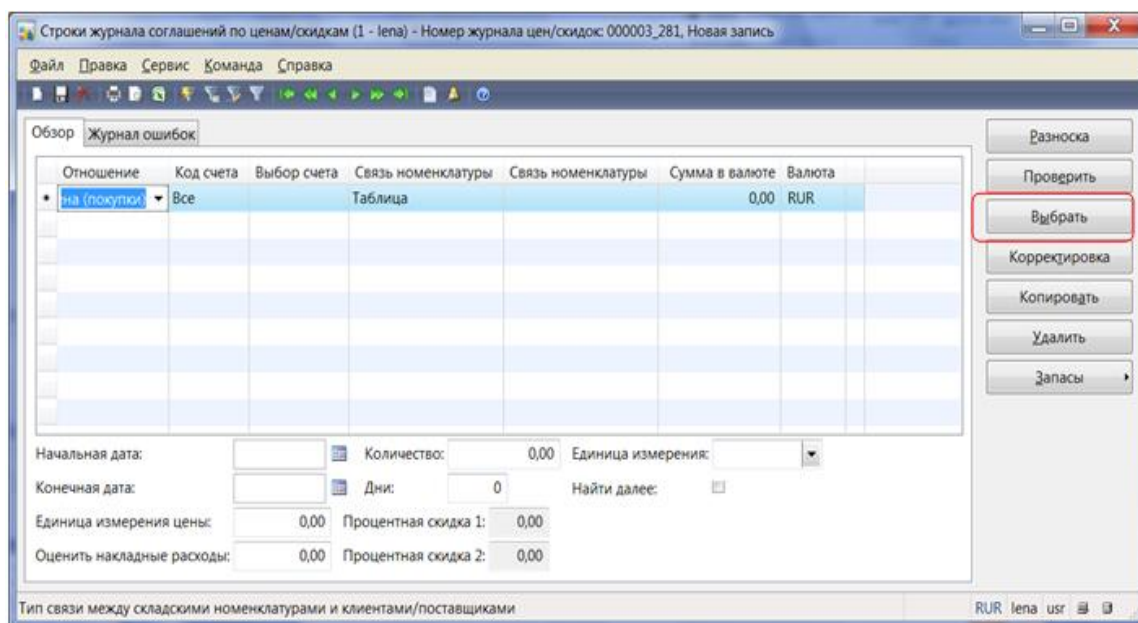 Строки журнала соглашений по ценам/скидкам (1 - lena) - Номер журнала цен/скидок: 000003_281, Новая запись
Файл Правка Сервис Команда Справка
Обзор Журнал ошибок
Отношение Код счета Выбор счета Связь номенклатуры Связь номенклатуры Сумма в валюте Валюта
на (покупки) Все Таблица 0,00 RUR
Разноска
Проверить
Выбрать
Корректировка
Копировать
Удалить
Запасы
Начальная дата: Количество: 0,00 Единица измерения:
Конечная дата: Дни: 0 Найти далее:
Единица измерения цены: 0,00 Процентная скидка 1: 0,00
Оценить накладные расходы: 0,00 Процентная скидка 2: 0,00
Тип связи между складскими номенклатурами и клиентами/поставщиками RUR lena usr